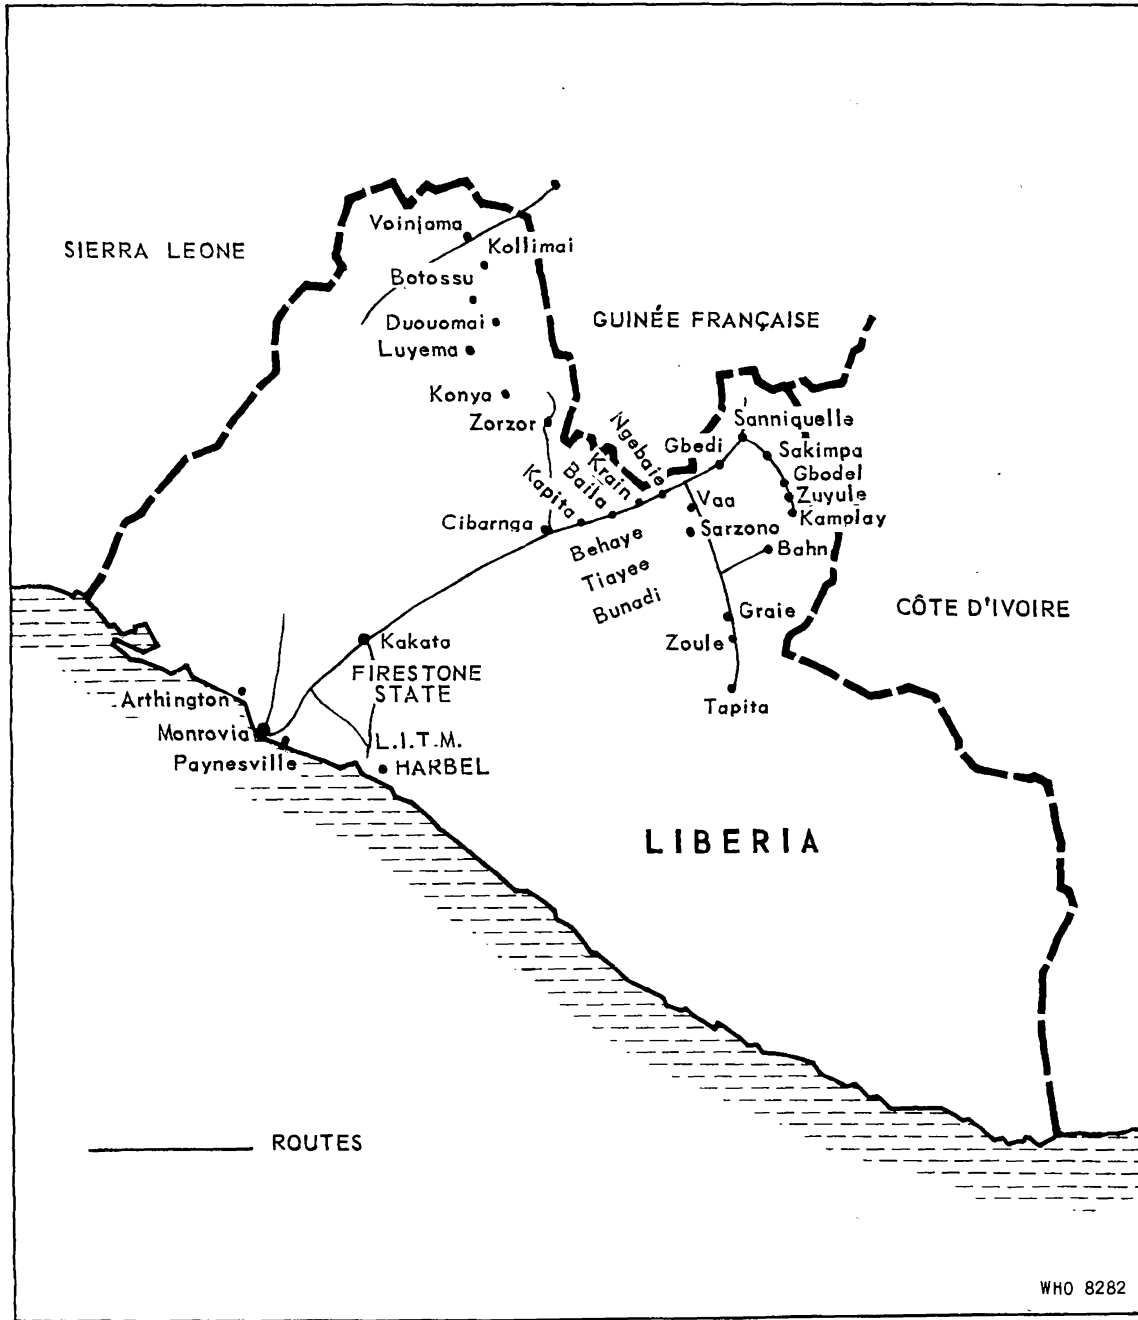 Voinjama
SIERRA LEONE
Kollimai
Botossu
Duouomai
GUINÉE FRANÇAISE
Luyema
Konya
Zorzor
Ngebaie
Krain
Baila
Kapita
Gbedi
Sanniquelle
Sakimpa
Gbodel
Zuyule
Kamplay
Vaa
Sarzono
Cibarnga
Behaye
Tiayee
Bunadi
Bahn
CÔTE D'IVOIRE
Graie
Zoule
Tapita
Kakata
FIRESTONE
STATE
Arthington
Monrovia
Paynesville
L.I.T.M.
HARBEL
LIBERIA
ROUTES
WHO 8282